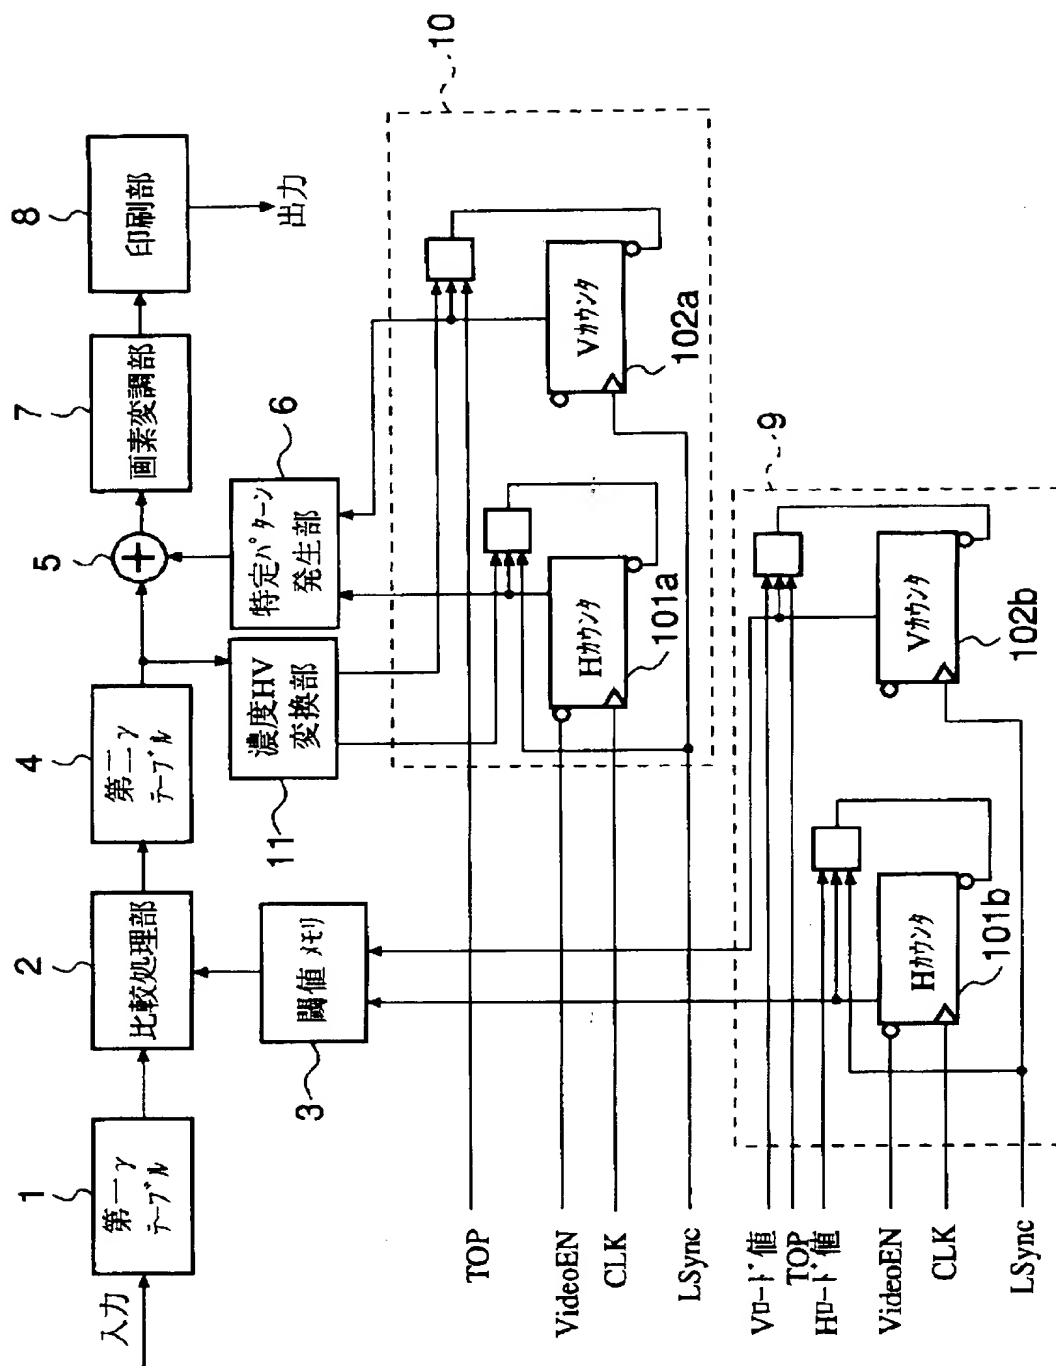 入力
1
第一γ
テーブル
2
比較処理部
3
閾値 メモリ
4
第二γ
テーブル
5
+
11
濃度HV
変換部
6
特定パターン
発生部
7
画素変調部
8
印刷部
出力
10
Hカウンタ
101a
Vカウンタ
102a
TOP
VideoEN
CLK
LSync
9
Hカウンタ
101b
Vカウンタ
102b
Vロード値
TOP
Hロード値
VideoEN
CLK
LSync